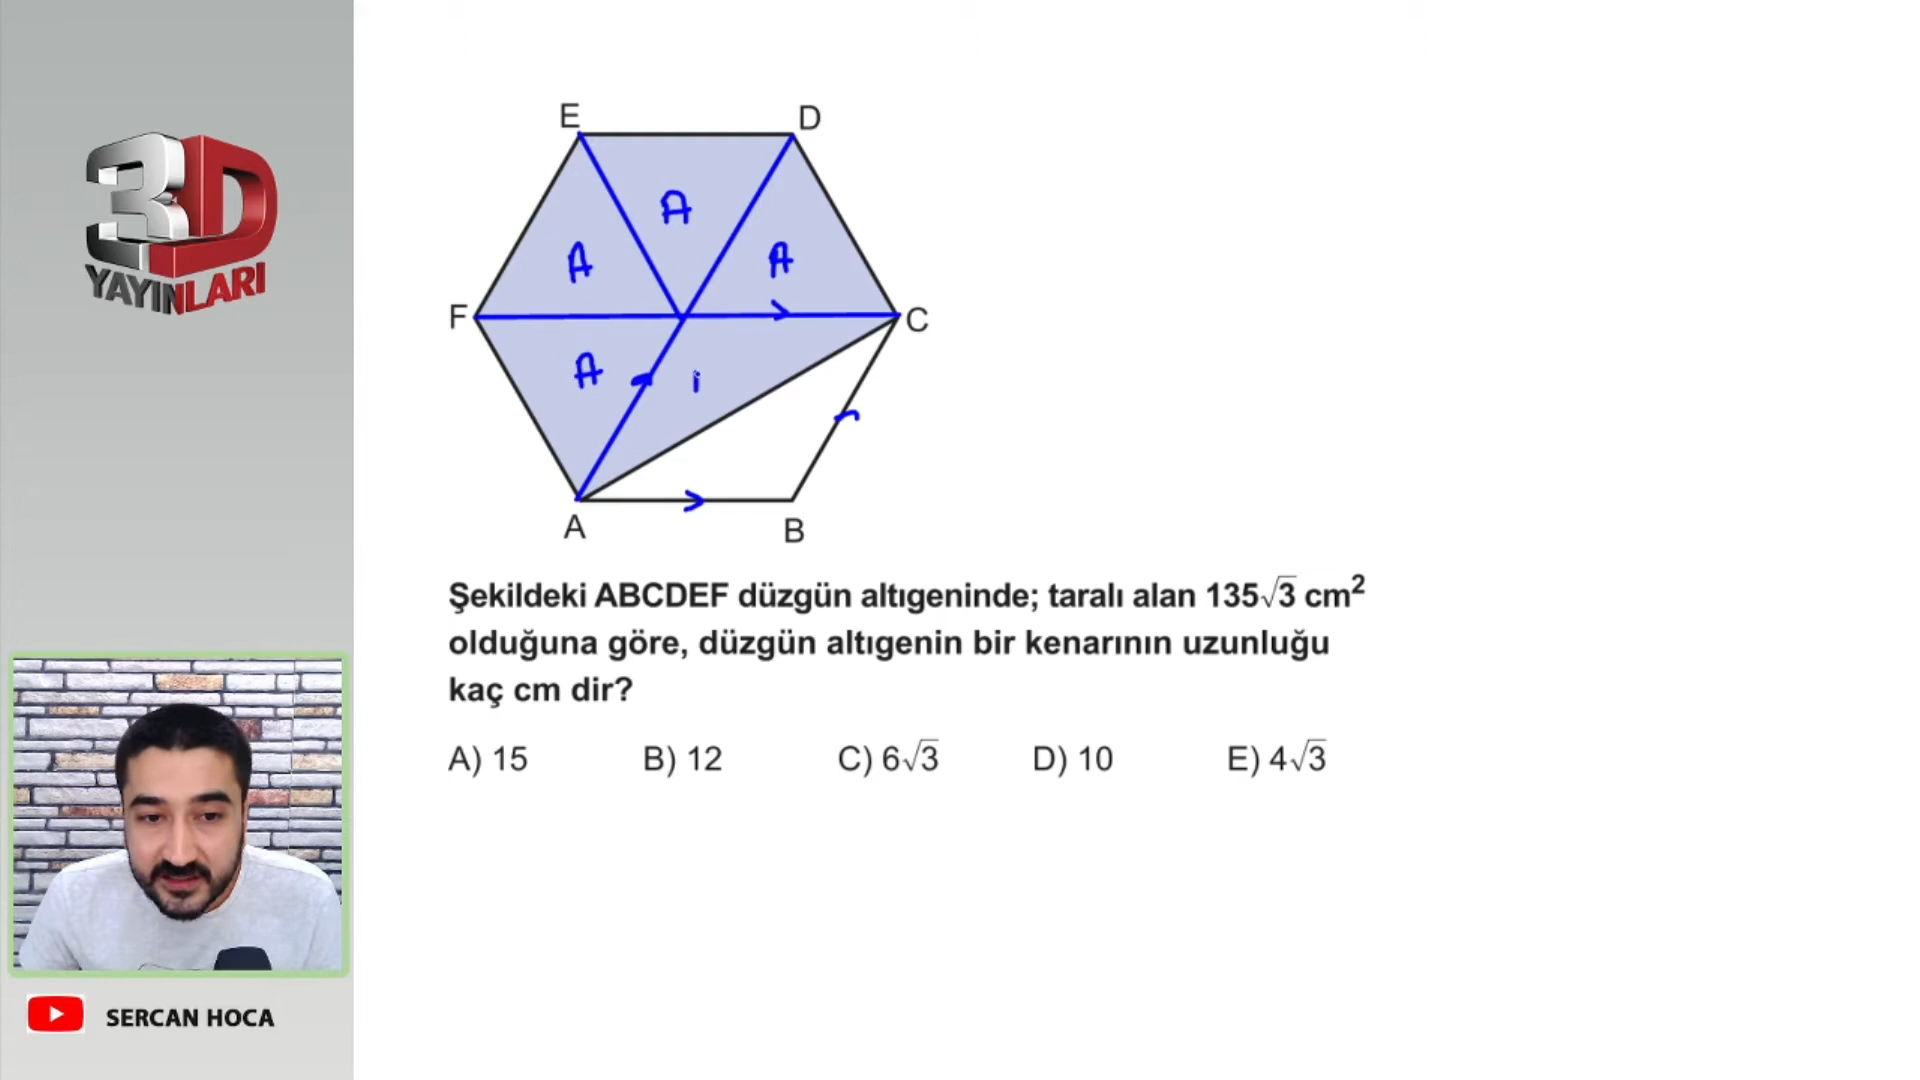 3D
YAYINLARI
E
D
A
A
A
F
C
A
A
B
Şekildeki ABCDEF düzgün altıgeninde; taralı alan 135√3 cm²
olduğuna göre, düzgün altıgenin bir kenarının uzunluğu
kaç cm dir?
A) 15 B) 12 C) 6√3 D) 10 E) 4√3
SERCAN HOCA